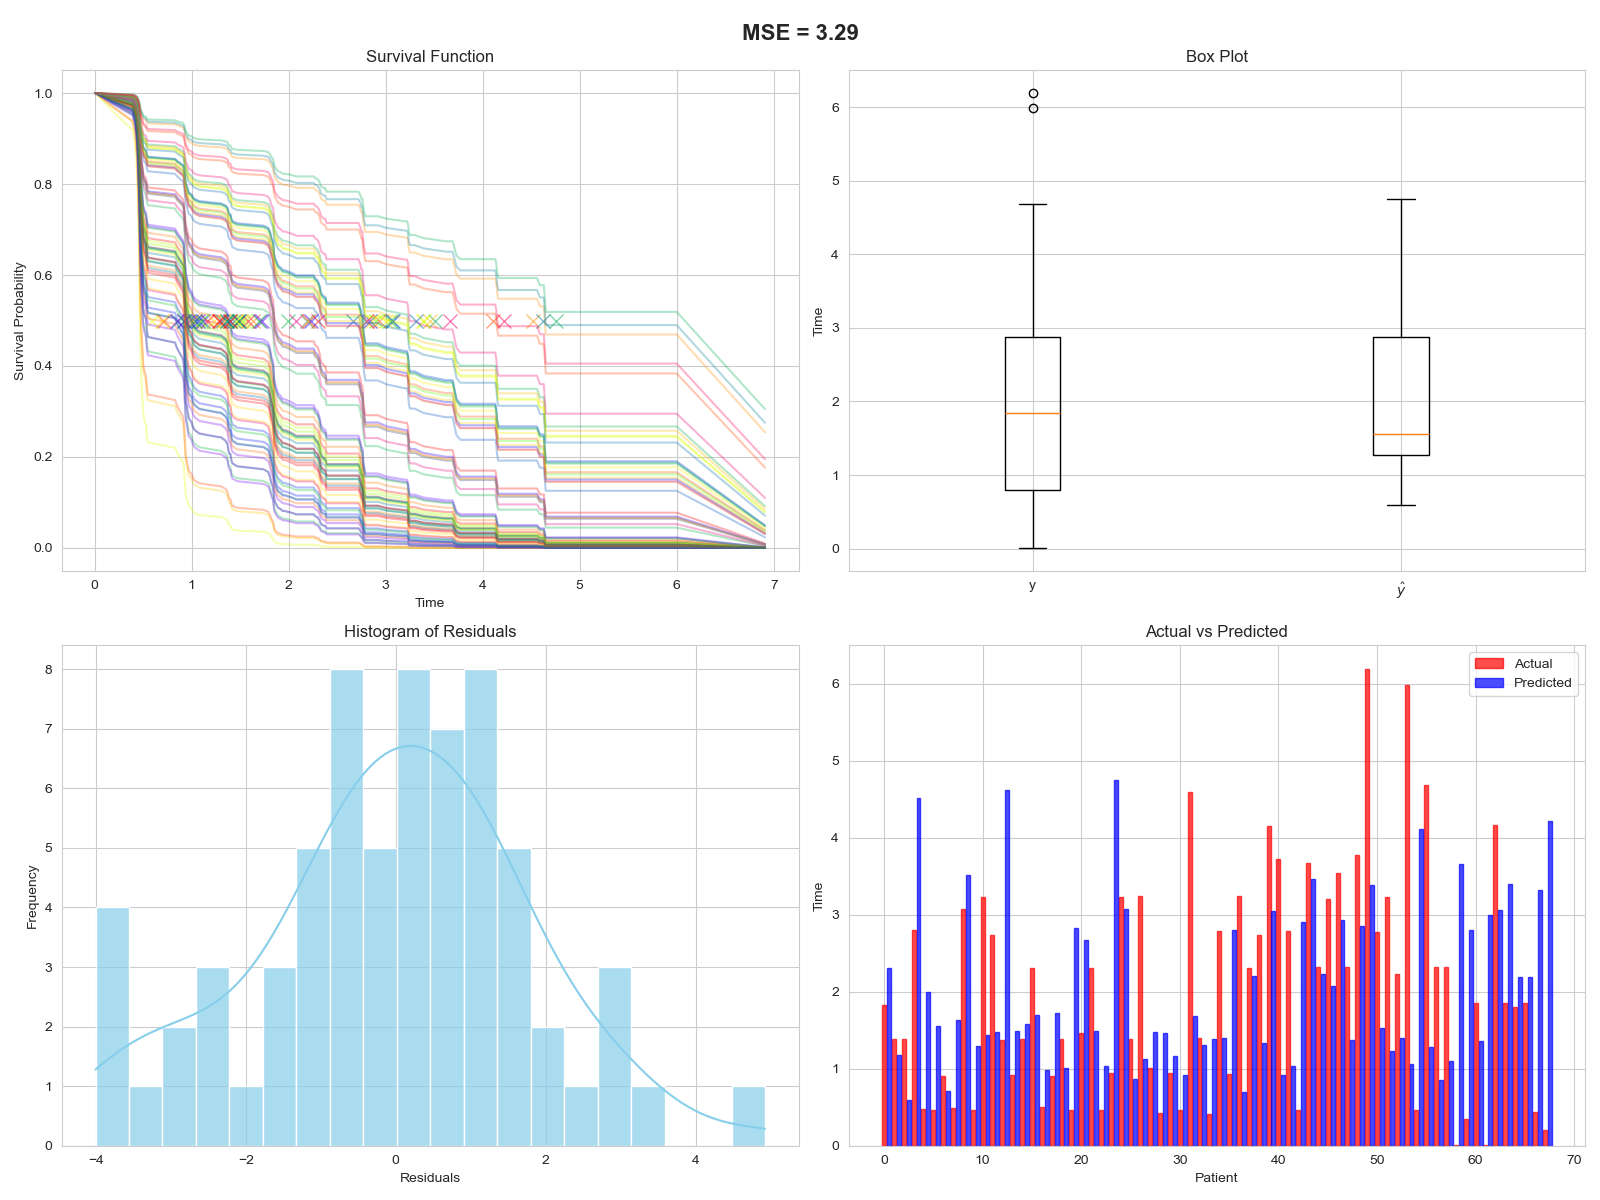 MSE = 3.29
Survival Function
Survival Probability
1.0
0.8
0.6
0.4
0.2
0.0
0 1 2 3 4 5 6 7
Time
Box Plot
Time
6
5
4
3
2
1
0
y ŷ
Histogram of Residuals
Frequency
8
7
6
5
4
3
2
1
0
−4 −2 0 2 4
Residuals
Actual vs Predicted
Actual
Predicted
Time
6
5
4
3
2
1
0
0 10 20 30 40 50 60 70
Patient